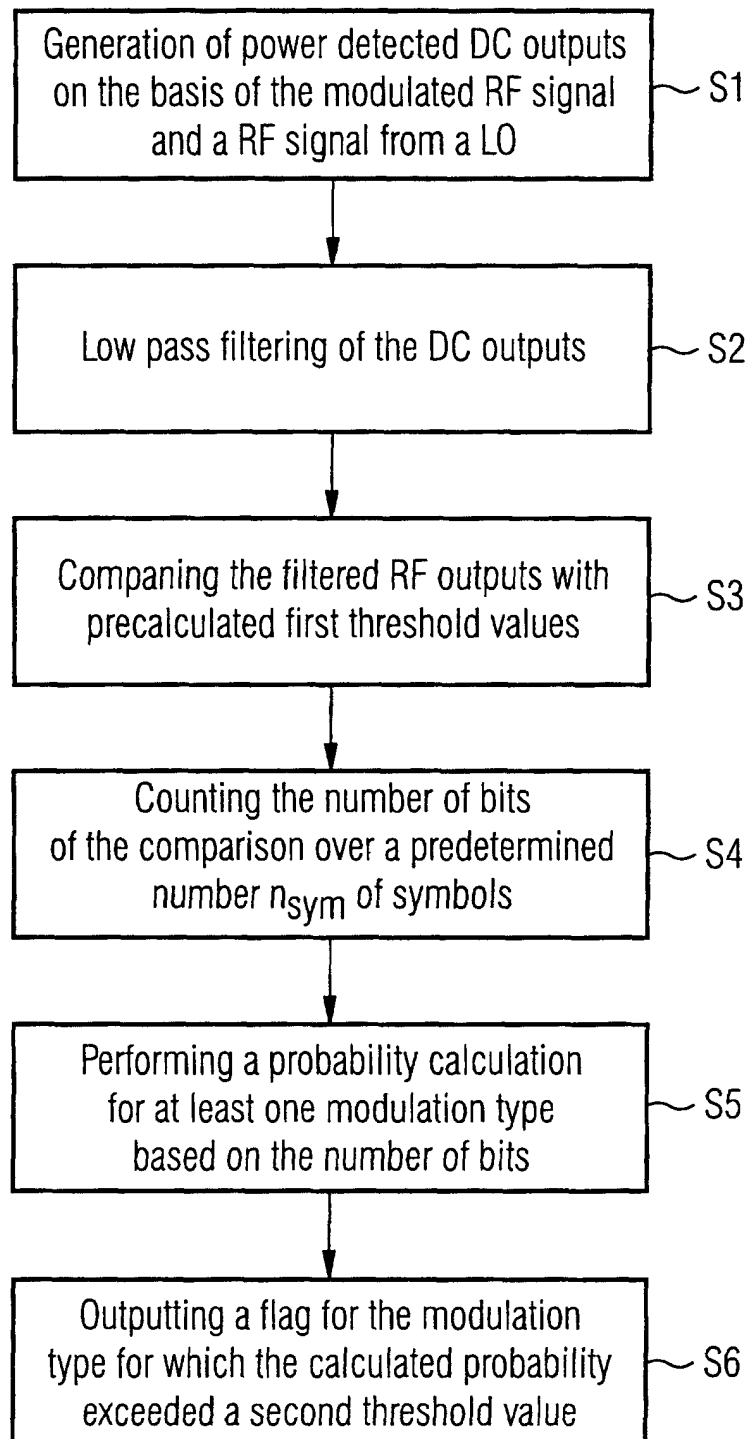 Generation of power detected DC outputs
on the basis of the modulated RF signal
and a RF signal from a LO
S1
Low pass filtering of the DC outputs
S2
Companing the filtered RF outputs with
precalculated first threshold values
S3
Counting the number of bits
of the comparison over a predetermined
number nsym of symbols
S4
Performing a probability calculation
for at least one modulation type
based on the number of bits
S5
Outputting a flag for the modulation
type for which the calculated probability
exceeded a second threshold value
S6